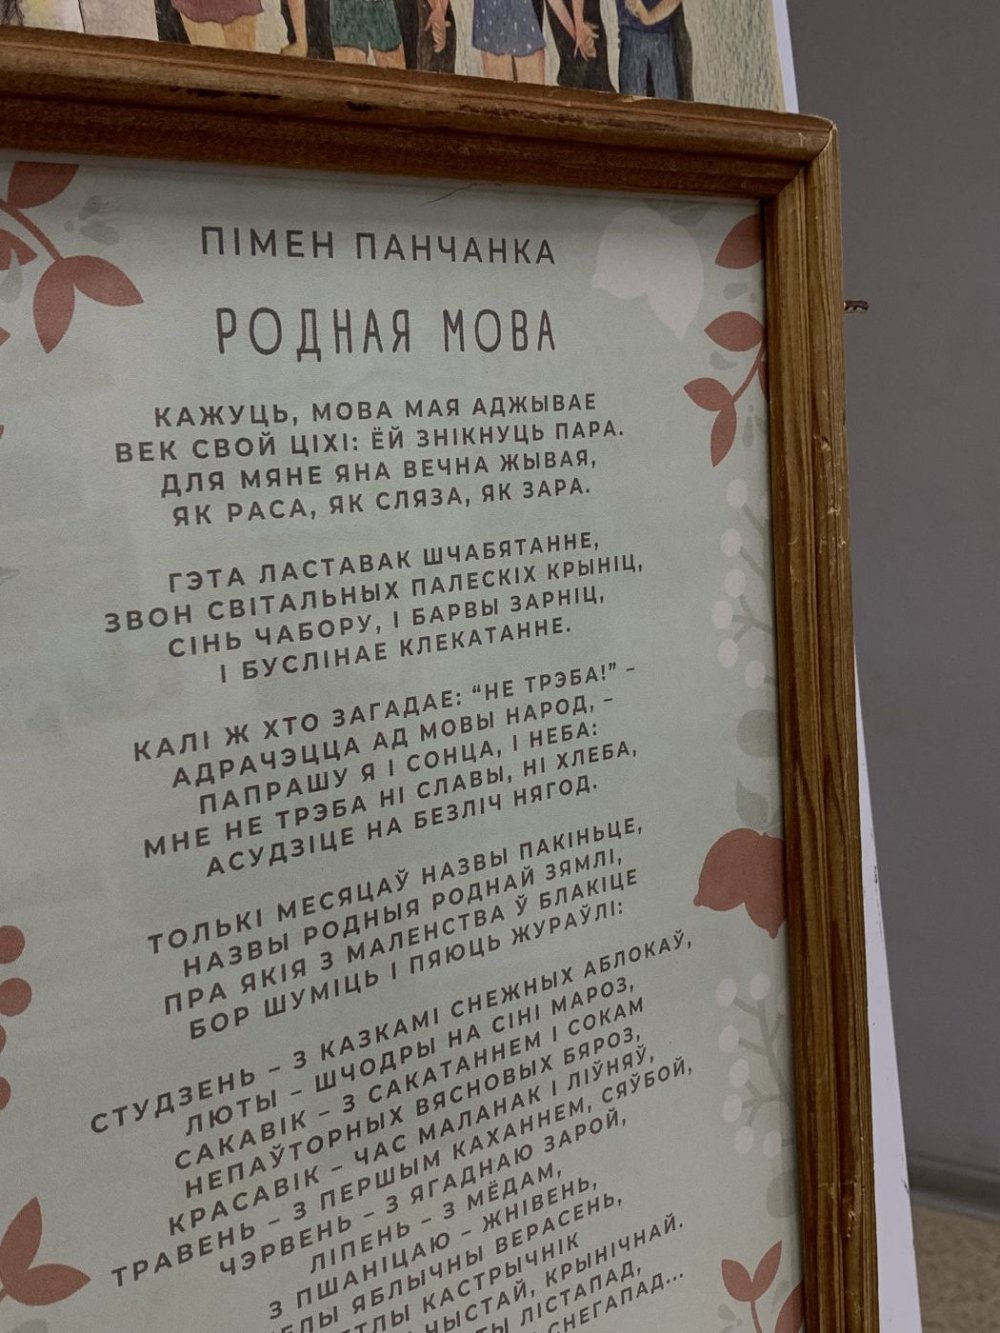 ПІМЕН ПАНЧАНКА
РОДНАЯ МОВА
КАЖУЦЬ, МОВА МАЯ АДЖЫВАЕ
ВЕК СВОЙ ЦІХІ: ЁЙ ЗНІКНУЦЬ ПАРА.
ДЛЯ МЯНЕ ЯНА ВЕЧНА ЖЫВАЯ,
ЯК РАСА, ЯК СЛЯЗА, ЯК ЗАРА.
ГЭТА ЛАСТАВАК ШЧАБЯТАННЕ,
ЗВОН СВІТАЛЬНЫХ ПАЛЕСКІХ КРЫНІЦ,
СІНЬ ЧАБОРУ, І БАРВЫ ЗАРНІЦ,
І БУСЛІНАЕ КЛЕКАТАННЕ.
КАЛІ Ж ХТО ЗАГАДАЕ: “НЕ ТРЭБА!” –
АДРАЧЭЦЦА АД МОВЫ НАРОД, –
ПАПРАШУ Я І СОНЦА, І НЕБА:
МНЕ НЕ ТРЭБА НІ СЛАВЫ, НІ ХЛЕБА,
АСУДЗІЦЕ НА БЕЗЛІЧ НЯГОД.
ТОЛЬКІ МЕСЯЦАЎ НАЗВЫ ПАКІНЬЦЕ,
НАЗВЫ РОДНЫЯ РОДНАЙ ЗЯМЛІ,
ПРА ЯКІЯ З МАЛЕНСТВА Ў БЛАКІЦЕ
БОР ШУМІЦЬ І ПЯЮЦЬ ЖУРАЎЛІ:
СТУДЗЕНЬ – З КАЗКАМІ СНЕЖНЫХ АБЛОКАЎ,
ЛЮТЫ – ШЧОДРЫ НА СІНІ МАРОЗ,
САКАВІК – З САКАТАННЕМ І СОКАМ
НЕПАЎТОРНЫХ ВЯСНОВЫХ БЯРОЗ,
КРАСАВІК – ЧАС МАЛАНАК І ЛІЎНЯЎ,
ТРАВЕНЬ – З ПЕРШЫМ КАХАННЕМ, СЯЎБОЙ,
ЧЭРВЕНЬ – З ЯГАДНАЮ ЗАРОЙ,
ЛІПЕНЬ – З МЁДАМ,
З ПШАНІЦАЮ – ЖНІВЕНЬ,
ЯБЛЫЧНЫ ВЕРАСЕНЬ,
КАСТРЫЧНІК
ЧЫСТАЙ, КРЫНІЧНАЙ.
ЛІСТАПАД,
СНЕГАПАД...